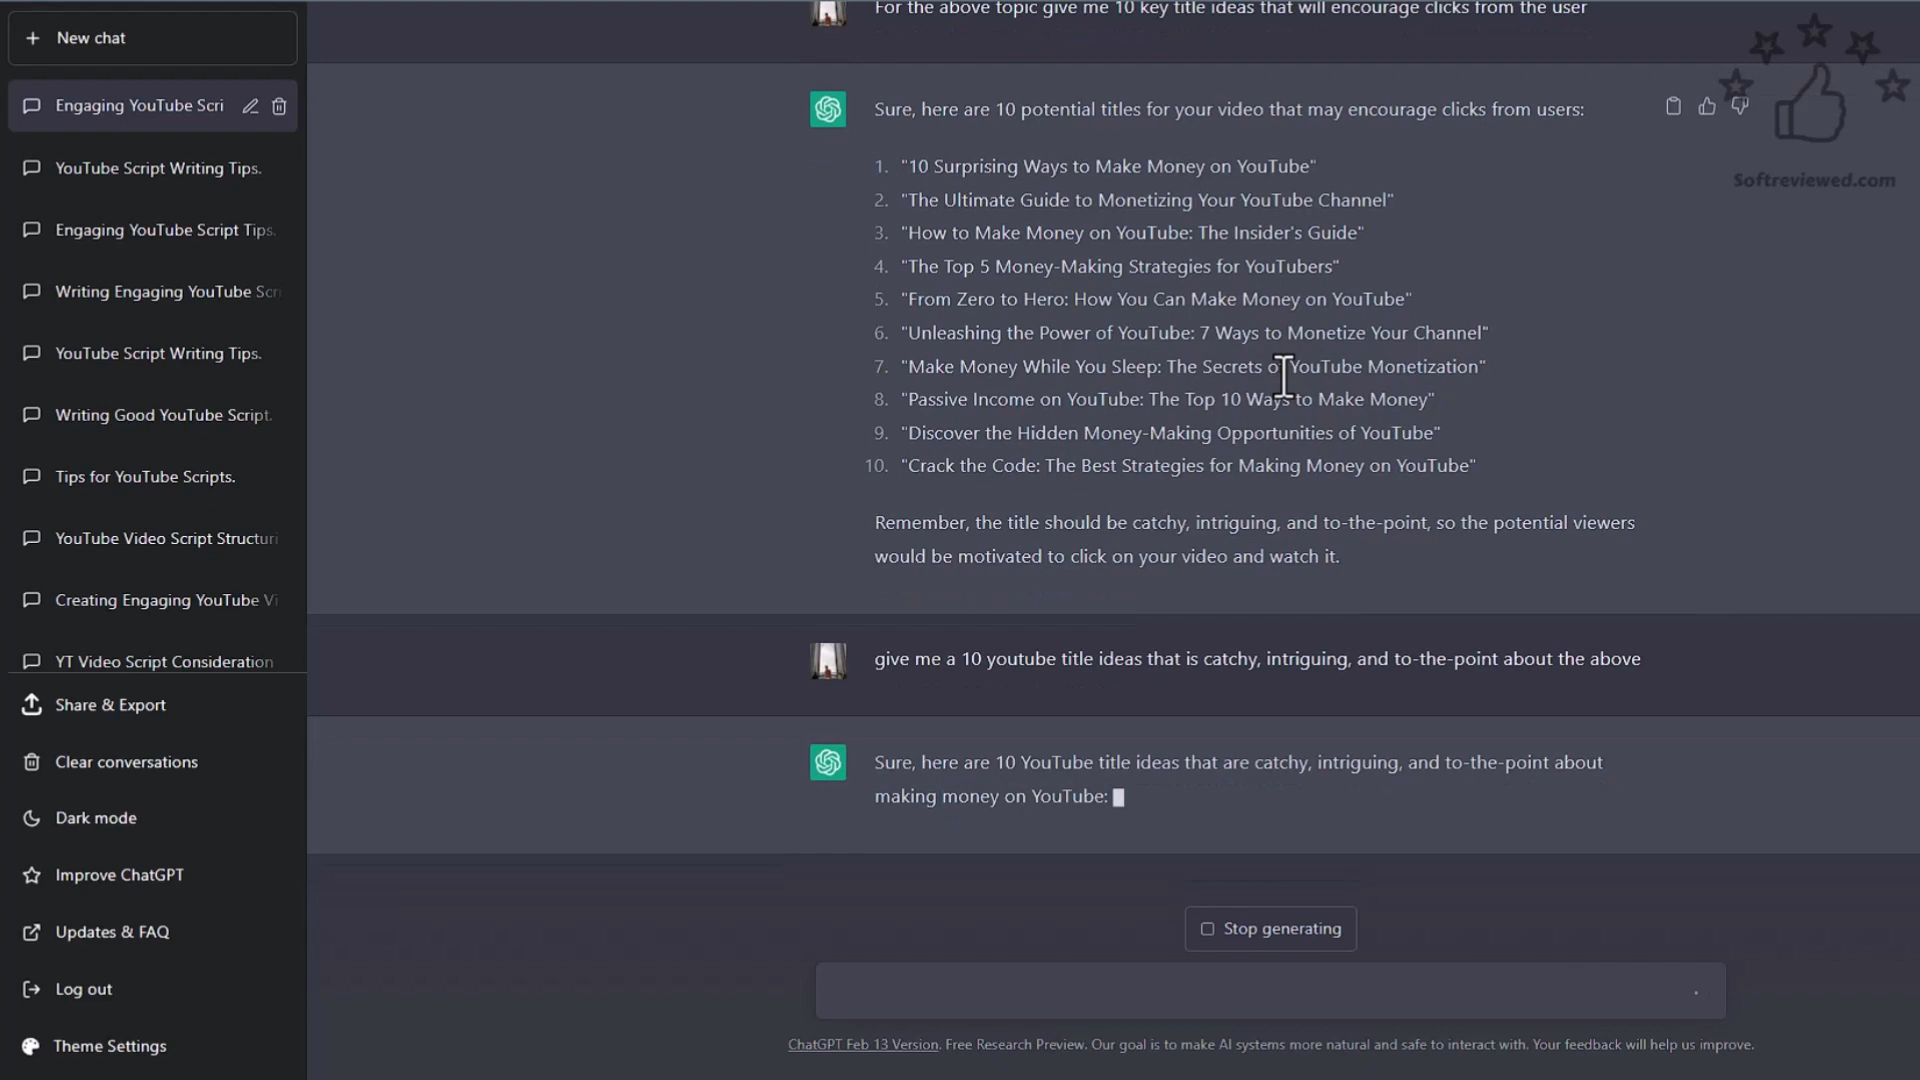 New chat
Engaging YouTube Scri
YouTube Script Writing Tips.
Engaging YouTube Script Tips.
Writing Engaging YouTube Scri
YouTube Script Writing Tips.
Writing Good YouTube Script.
Tips for YouTube Scripts.
YouTube Video Script Structuri
Creating Engaging YouTube Vi
YT Video Script Consideration
Share & Export
Clear conversations
Dark mode
Improve ChatGPT
Updates & FAQ
Log out
Theme Settings
For the above topic give me 10 key title ideas that will encourage clicks from the user
Sure, here are 10 potential titles for your video that may encourage clicks from users:
1. "10 Surprising Ways to Make Money on YouTube"
2. "The Ultimate Guide to Monetizing Your YouTube Channel"
3. "How to Make Money on YouTube: The Insider's Guide"
4. "The Top 5 Money-Making Strategies for YouTubers"
5. "From Zero to Hero: How You Can Make Money on YouTube"
6. "Unleashing the Power of YouTube: 7 Ways to Monetize Your Channel"
7. "Make Money While You Sleep: The Secrets of YouTube Monetization"
8. "Passive Income on YouTube: The Top 10 Ways to Make Money"
9. "Discover the Hidden Money-Making Opportunities of YouTube"
10. "Crack the Code: The Best Strategies for Making Money on YouTube"
Remember, the title should be catchy, intriguing, and to-the-point, so the potential viewers
would be motivated to click on your video and watch it.
give me a 10 youtube title ideas that is catchy, intriguing, and to-the-point about the above
Sure, here are 10 YouTube title ideas that are catchy, intriguing, and to-the-point about
making money on YouTube:
Stop generating
ChatGPT Feb 13 Version. Free Research Preview. Our goal is to make AI systems more natural and safe to interact with. Your feedback will help us improve.
Softreviewed.com